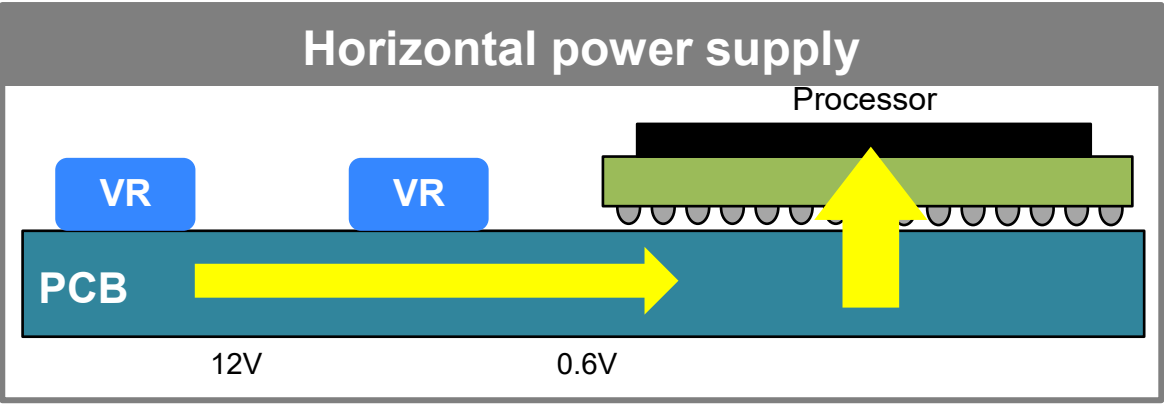 Horizontal power supply
Processor
VR
VR
PCB
12V
0.6V